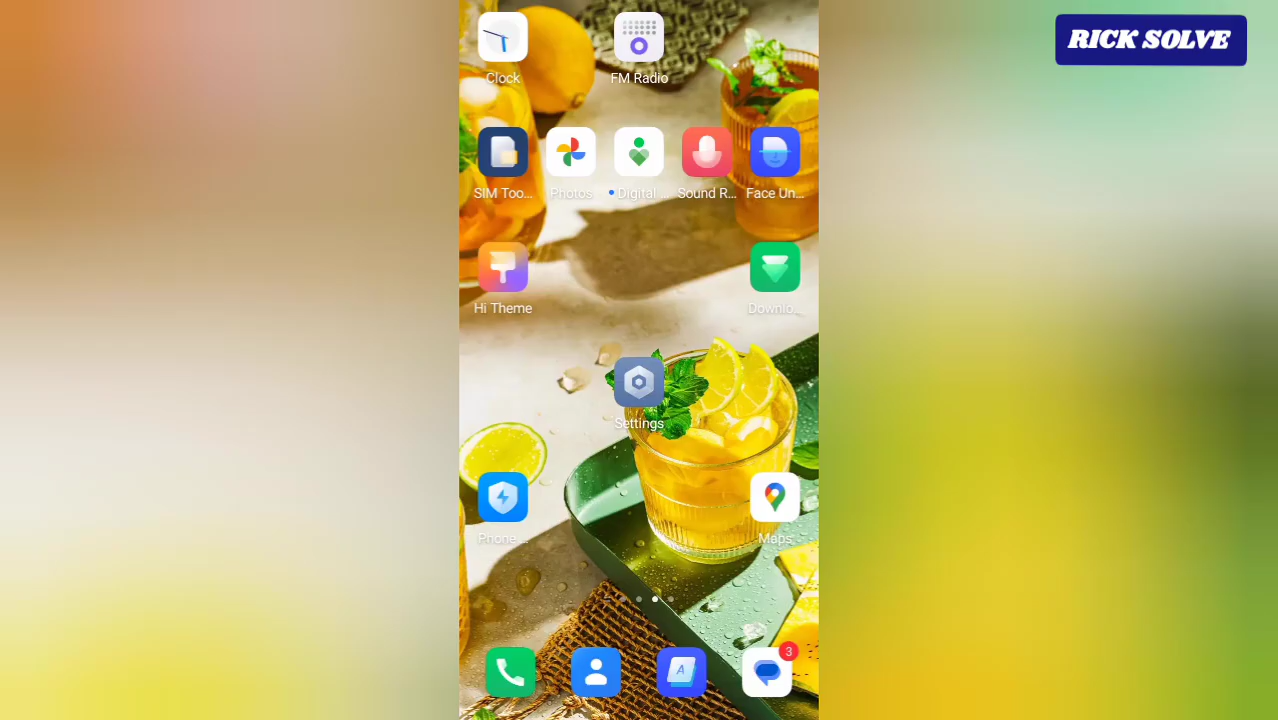 RICK SOLVE
Clock
FM Radio
SIM Too...
Photos
Digital ...
Sound R...
Face Un...
Hi Theme
Downlo...
Settings
Phone ...
Maps
A
3